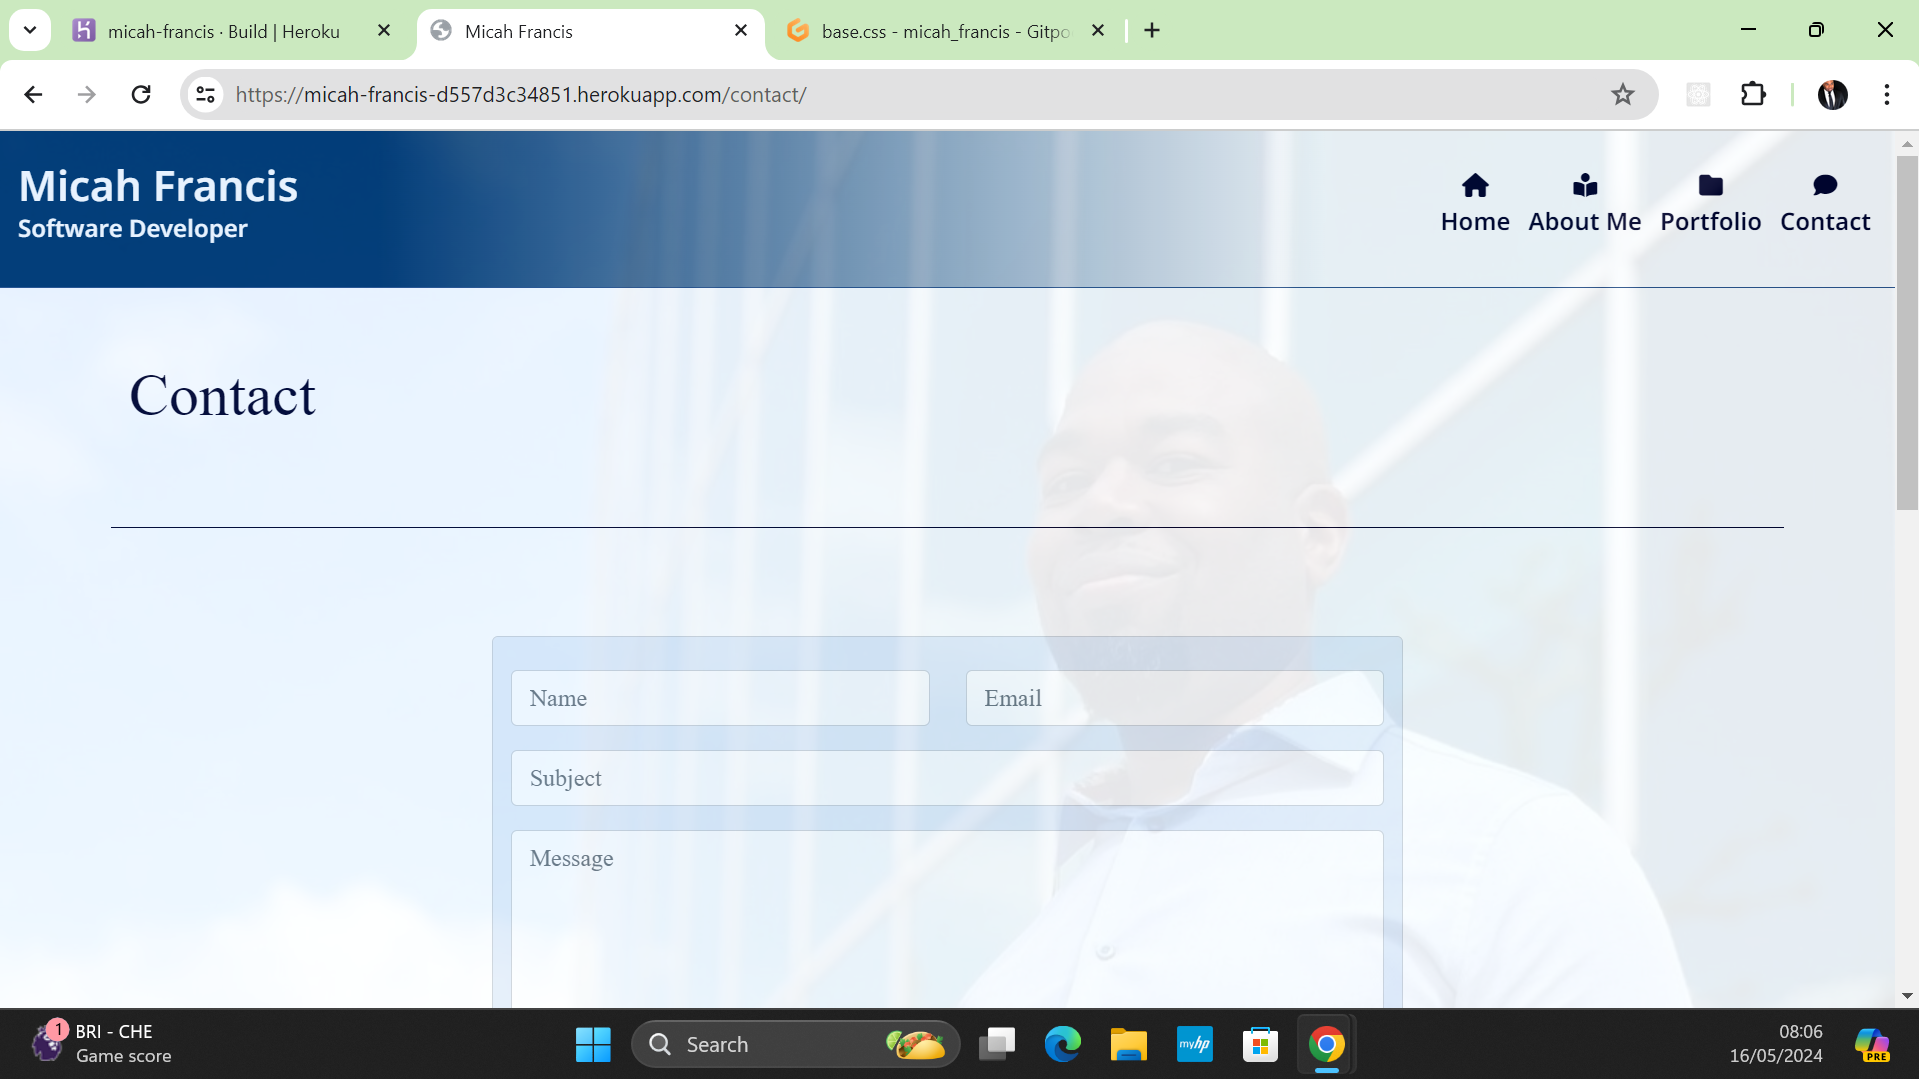 micah-francis · Build | Heroku
Micah Francis
base.css - micah_francis - Gitpo
https://micah-francis-d557d3c34851.herokuapp.com/contact/
Micah Francis
Software Developer
Home
About Me
Portfolio
Contact
Contact
Name
Email
Subject
Message
1
BRI - CHE
Game score
Search
myhp
08:06
16/05/2024
PRE